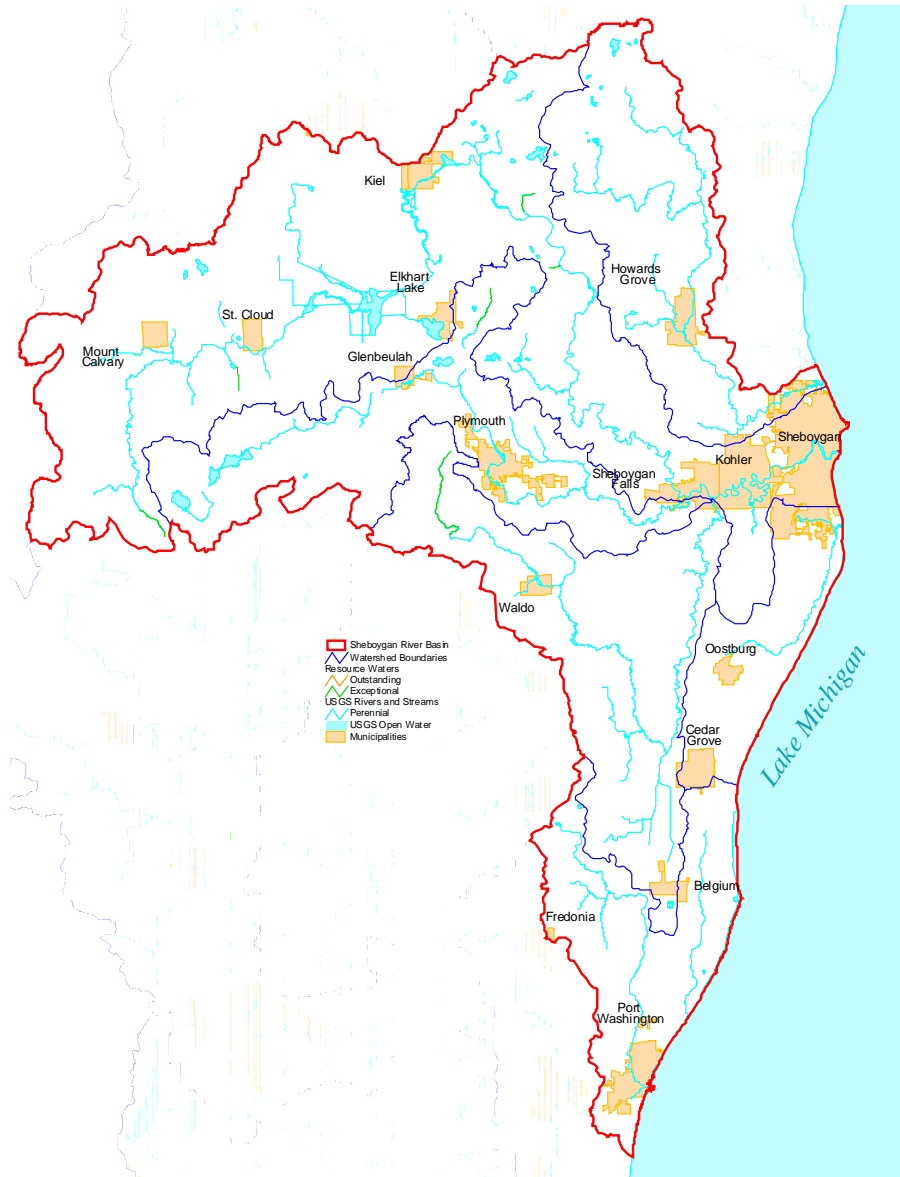 Kiel
Howards
Grove
Elkhart
Lake
St. Cloud
Mount
Calvary
Glenbeulah
Plymouth
Sheboygan
Kohler
Sheboygan
Falls
Waldo
Sheboygan River Basin
Watershed Boundaries
Resource Waters
Outstanding
Exceptional
USGS Rivers and Streams
Perennial
USGS Open Water
Municipalities
Oostburg
Lake Michigan
Cedar
Grove
Belgium
Fredonia
Port
Washington